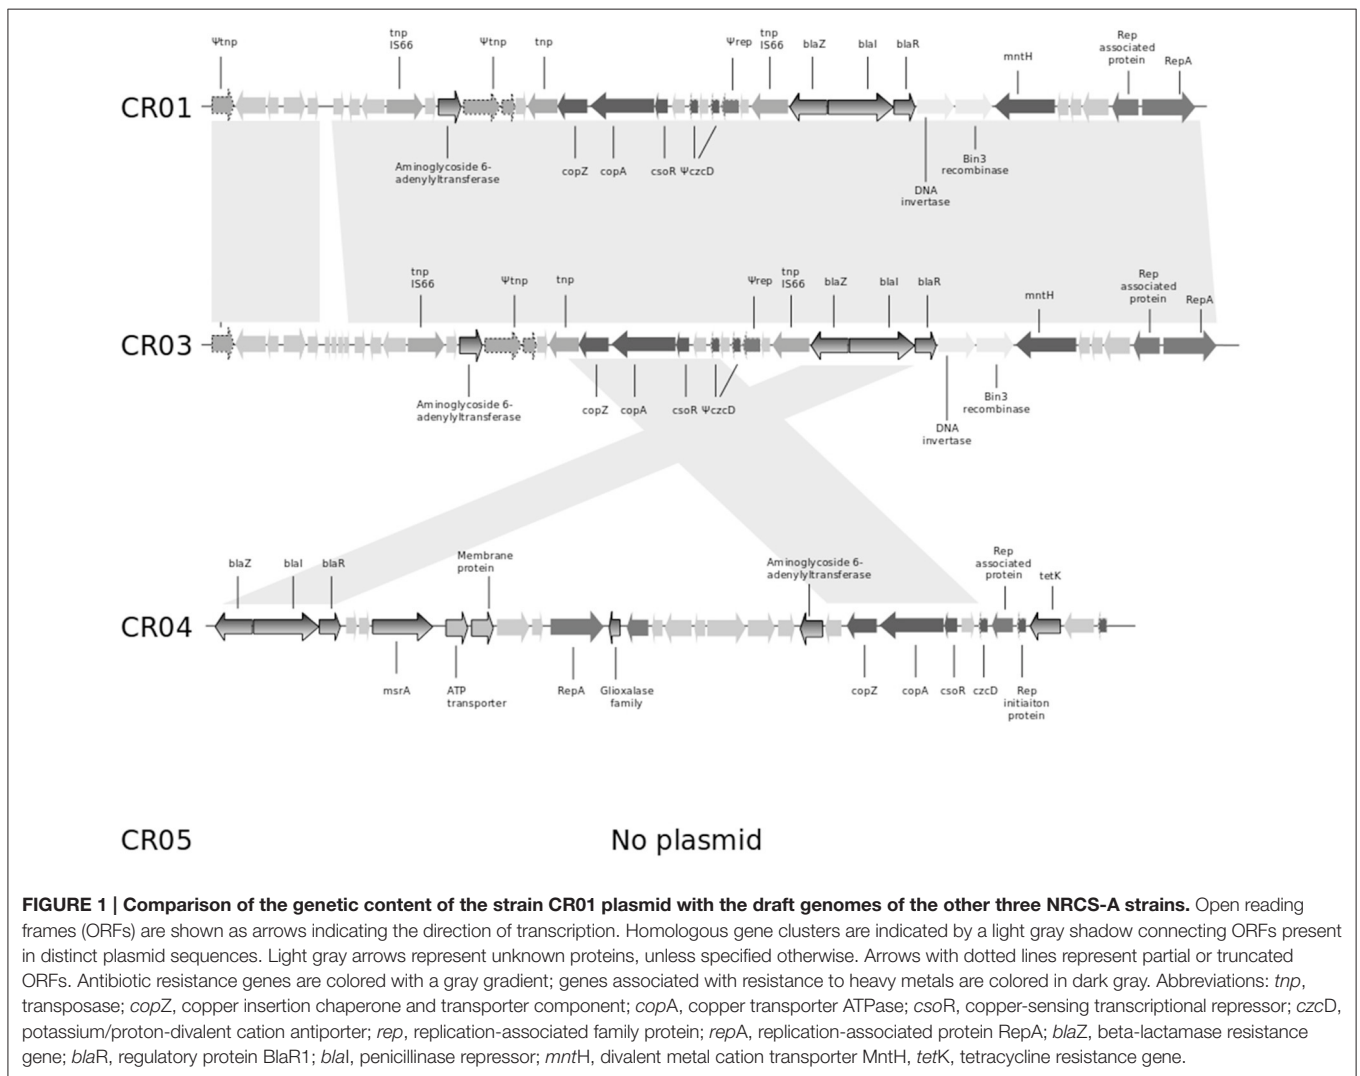 Ψtnp
tnp
IS66
Ψtnp
tnp
Ψrep
tnp
IS66
blaZ
blaI
blaR
mntH
Rep
associated
protein
RepA
CR01
Aminoglycoside 6-
adenylyltransferase
copZ
copA
csoR
ΨczcD
DNA
invertase
Bin3
recombinase
tnp
IS66
Ψtnp
tnp
Ψrep
tnp
IS66
blaZ
blaI
blaR
mntH
Rep
associated
protein
RepA
CR03
Aminoglycoside 6-
adenylyltransferase
copZ
copA
csoR
ΨczcD
DNA
invertase
Bin3
recombinase
blaZ
blaI
blaR
Membrane
protein
Aminoglycoside 6-
adenylyltransferase
Rep
associated
protein
tetK
CR04
msrA
ATP
transporter
RepA
Glioxalase
family
copZ
copA
csoR
czcD
Rep
initiaiton
protein
CR05
No plasmid
FIGURE 1 | Comparison of the genetic content of the strain CR01 plasmid with the draft genomes of the other three NRCS-A strains. Open reading
frames (ORFs) are shown as arrows indicating the direction of transcription. Homologous gene clusters are indicated by a light gray shadow connecting ORFs present
in distinct plasmid sequences. Light gray arrows represent unknown proteins, unless specified otherwise. Arrows with dotted lines represent partial or truncated
ORFs. Antibiotic resistance genes are colored with a gray gradient; genes associated with resistance to heavy metals are colored in dark gray. Abbreviations: tnp,
transposase; copZ, copper insertion chaperone and transporter component; copA, copper transporter ATPase; csoR, copper-sensing transcriptional repressor; czcD,
potassium/proton-divalent cation antiporter; rep, replication-associated family protein; repA, replication-associated protein RepA; blaZ, beta-lactamase resistance
gene; blaR, regulatory protein BlaR1; blaI, penicillinase repressor; mntH, divalent metal cation transporter MntH, tetK, tetracycline resistance gene.